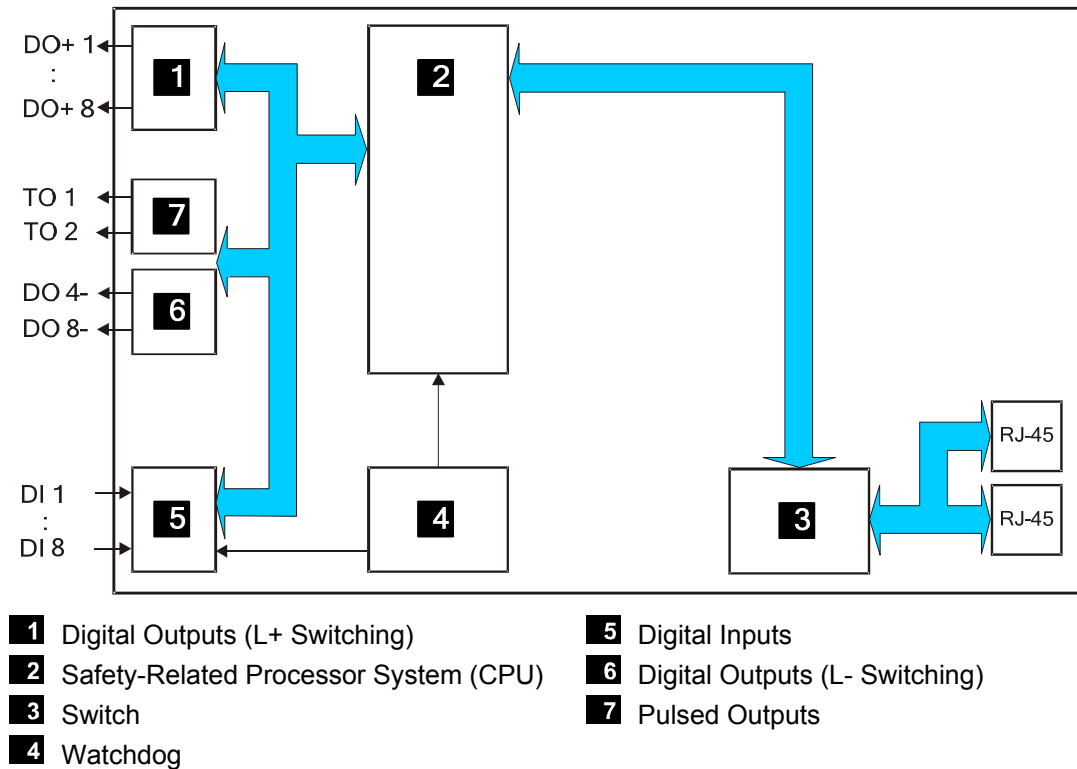 DO+ 1
:
DO+ 8
1
2
TO 1
TO 2
7
DO 4-
DO 8-
6
DI 1
:
DI 8
5
4
3
RJ-45
RJ-45
1 Digital Outputs (L+ Switching)
2 Safety-Related Processor System (CPU)
3 Switch
4 Watchdog
5 Digital Inputs
6 Digital Outputs (L- Switching)
7 Pulsed Outputs